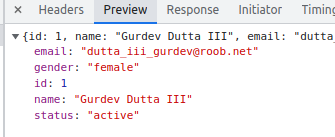 × Headers Preview Response Initiator Timing
▼{id: 1, name: "Gurdev Dutta III", email: "dutta_
email: "dutta_iii_gurdev@roob.net"
gender: "female"
id: 1
name: "Gurdev Dutta III"
status: "active"